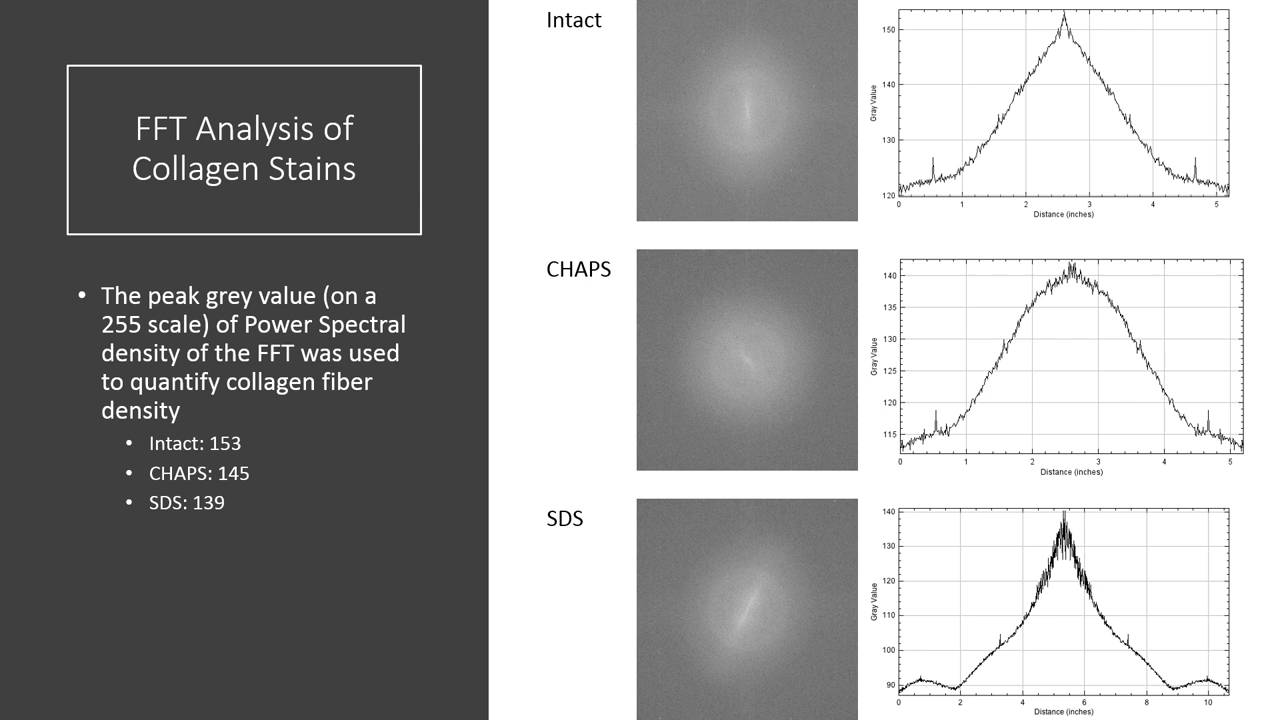 FFT Analysis of
Collagen Stains
• The peak grey value (on a
255 scale) of Power Spectral
density of the FFT was used
to quantify collagen fiber
density
• Intact: 153
• CHAPS: 145
• SDS: 139
Intact
150
140
130
120
Gray Value
0 1 2 3 4 5
Distance (inches)
CHAPS
140
135
130
125
120
115
Gray Value
0 1 2 3 4 5
Distance (inches)
SDS
140
130
120
110
100
90
Gray Value
0 2 4 6 8 10
Distance (inches)